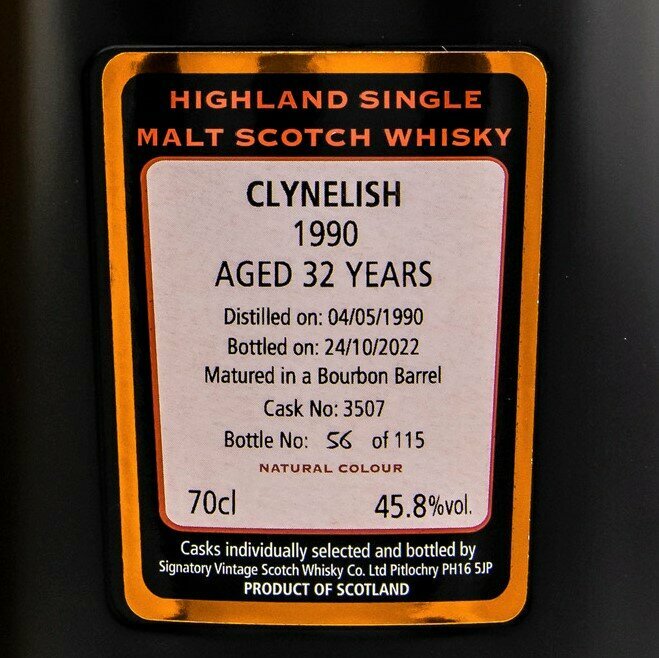 HIGHLAND SINGLE
MALT SCOTCH WHISKY
CLYNELISH
1990
AGED 32 YEARS
Distilled on: 04/05/1990
Bottled on: 24/10/2022
Matured in a Bourbon Barrel
Cask No: 3507
Bottle No: 56 of 115
NATURAL COLOUR
70cl 45.8%vol.
Casks individually selected and bottled by
Signatory Vintage Scotch Whisky Co. Ltd Pitlochry PH16 5JP
PRODUCT OF SCOTLAND